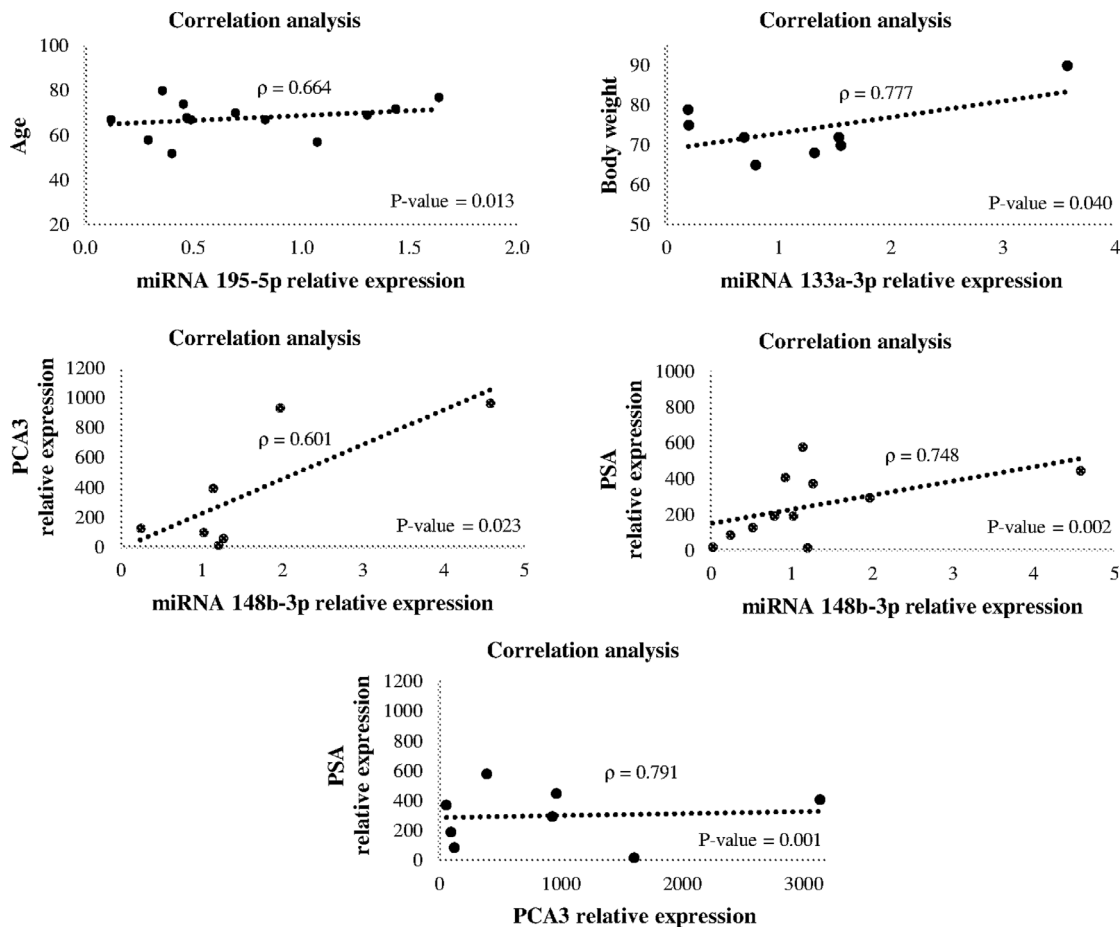 Correlation analysis
100
80
60
40
20
Age
ρ = 0.664
P-value = 0.013
0.0 0.5 1.0 1.5 2.0
miRNA 195-5p relative expression
Correlation analysis
90
80
70
60
50
Body weight
ρ = 0.777
P-value = 0.040
0 1 2 3 4
miRNA 133a-3p relative expression
Correlation analysis
1200
1000
800
600
400
200
0
PCA3
relative expression
ρ = 0.601
P-value = 0.023
0 1 2 3 4 5
miRNA 148b-3p relative expression
Correlation analysis
1000
800
600
400
200
0
PSA
relative expression
ρ = 0.748
P-value = 0.002
0 1 2 3 4 5
miRNA 148b-3p relative expression
Correlation analysis
1200
1000
800
600
400
200
0
PSA
relative expression
ρ = 0.791
P-value = 0.001
0 1000 2000 3000
PCA3 relative expression